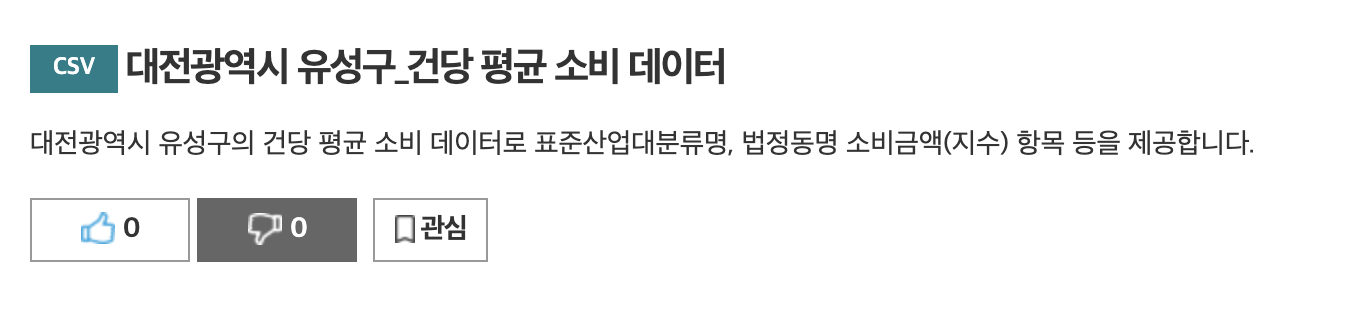 CSV 대전광역시 유성구_건당 평균 소비 데이터
대전광역시 유성구의 건당 평균 소비 데이터로 표준산업대분류명, 법정동명 소비금액(지수) 항목 등을 제공합니다.
0 0 관심